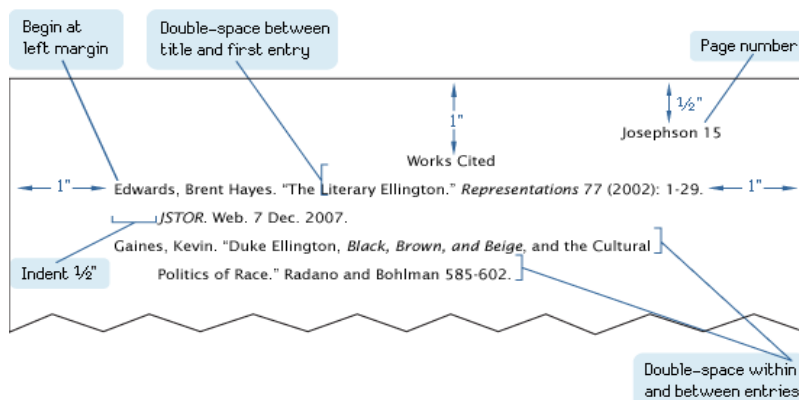 Begin at
left margin
Double-space between
title and first entry
Page number
1"
½"
Josephson 15
Works Cited
1"
Edwards, Brent Hayes. “The Literary Ellington.” Representations 77 (2002): 1-29.
1"
JSTOR. Web. 7 Dec. 2007.
Gaines, Kevin. “Duke Ellington, Black, Brown, and Beige, and the Cultural
Indent ½"
Politics of Race.” Radano and Bohlman 585-602.
Double-space within
and between entries